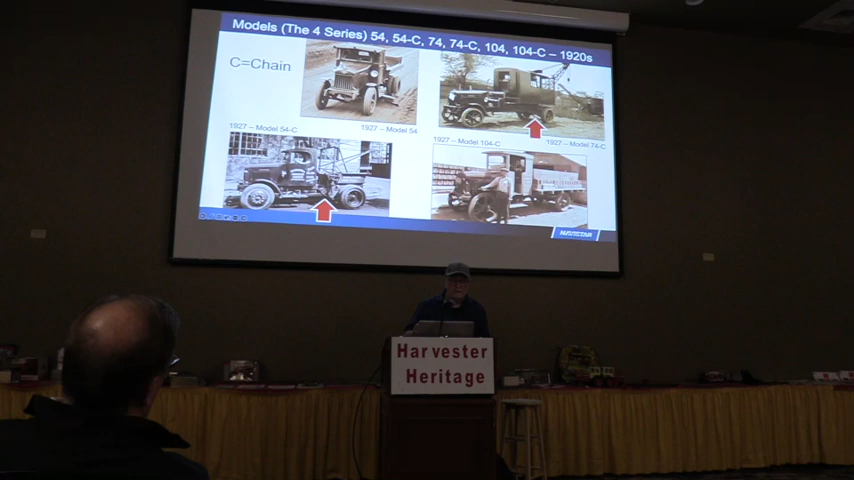 Models (The 4 Series) 54, 54-C, 74, 74-C, 104, 104-C – 1920s
C=Chain
1927 – Model 54-C
1927 – Model 54
1927 – Model 104-C
1927 – Model 74-C
NAVISTAR
Harvester
Heritage